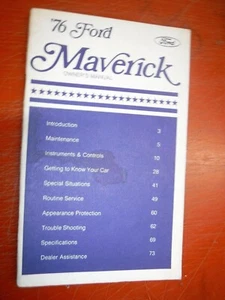 '76 Ford
Ford
Maverick
OWNER'S MANUAL
Introduction 3
Maintenance 5
Instruments & Controls 10
Getting to Know Your Car 28
Special Situations 41
Routine Service 49
Appearance Protection 60
Trouble Shooting 62
Specifications 69
Dealer Assistance 73